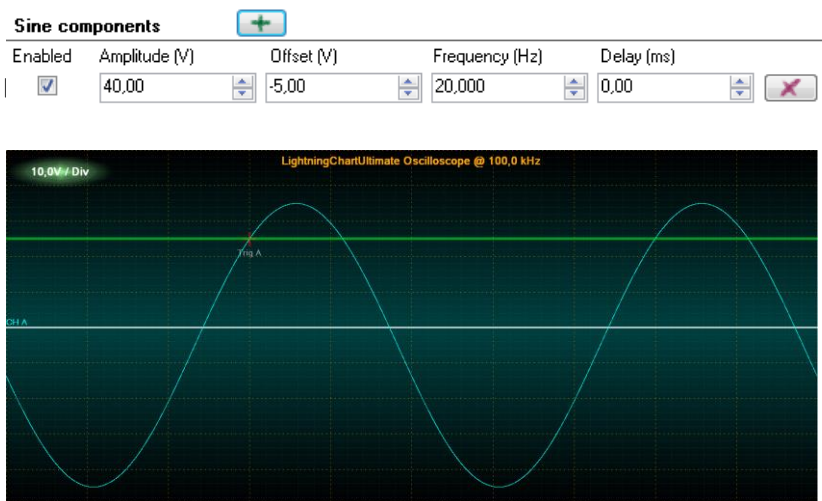 Sine components
Enabled Amplitude (V) Offset (V) Frequency (Hz) Delay (ms)
40,00 -5,00 20,000 0,00
LightningChartUltimate Oscilloscope @ 100,0 kHz
10,0V / Div
Trig A
CH A